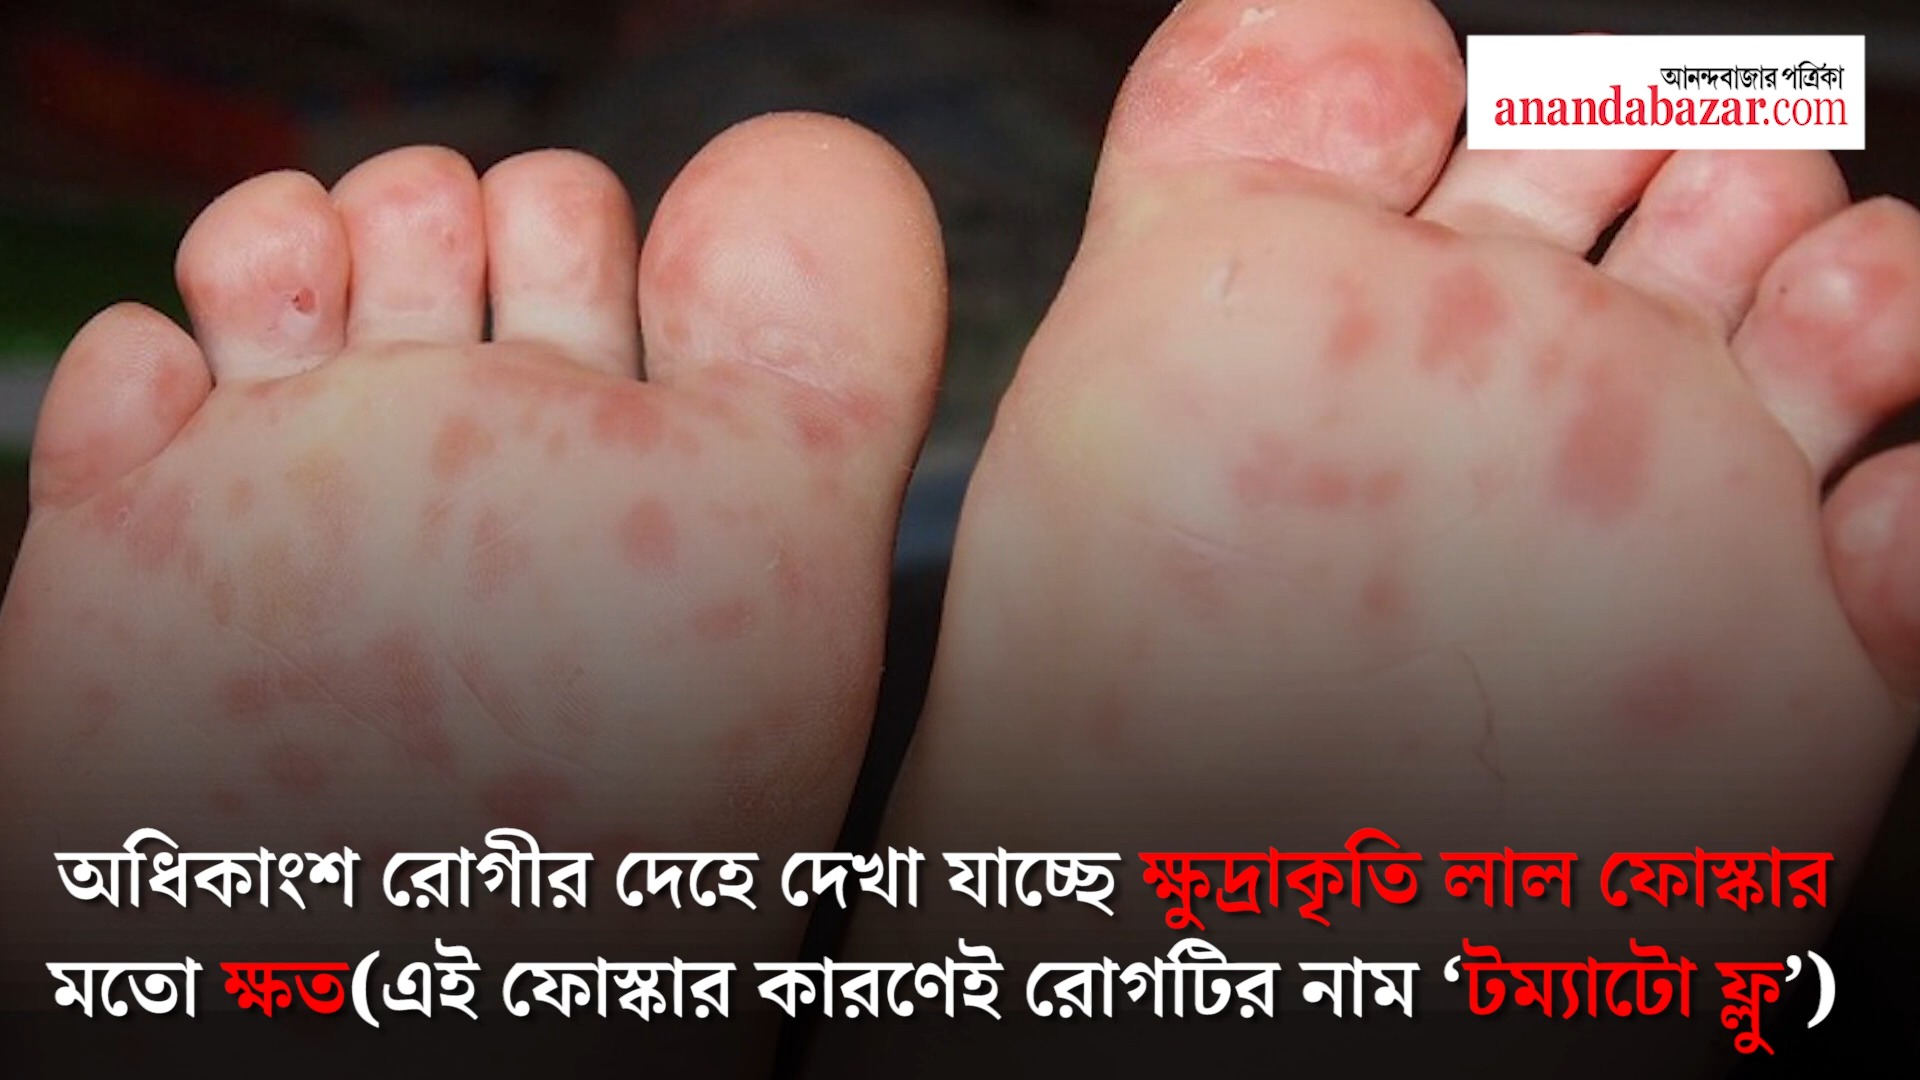 আনন্দবাজার পত্রিকা
anandabazar.com
অধিকাংশ রোগীর দেহে দেখা যাচ্ছে ক্ষুদ্রাকৃতি লাল ফোস্কার
মতো ক্ষত(এই ফোস্কার কারণেই রোগটির নাম ‘টম্যাটো ফ্লু’)